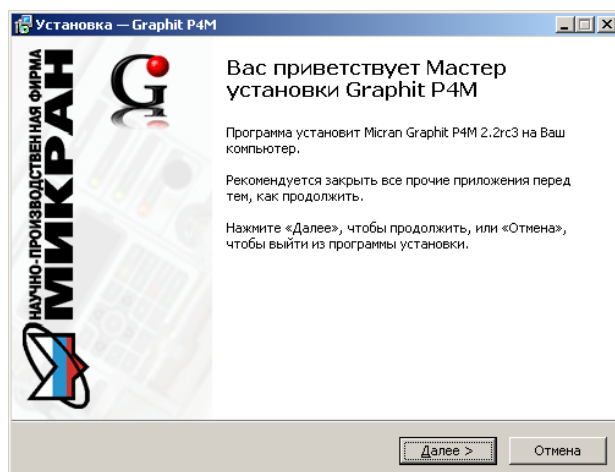 Установка — Graphit P4M
НАУЧНО-ПРОИЗВОДСТВЕННАЯ ФИРМА
МИКРАН
G
Вас приветствует Мастер
установки Graphit P4M
Программа установит Micran Graphit P4M 2.2rc3 на Ваш
компьютер.
Рекомендуется закрыть все прочие приложения перед
тем, как продолжить.
Нажмите «Далее», чтобы продолжить, или «Отмена»,
чтобы выйти из программы установки.
Далее >
Отмена